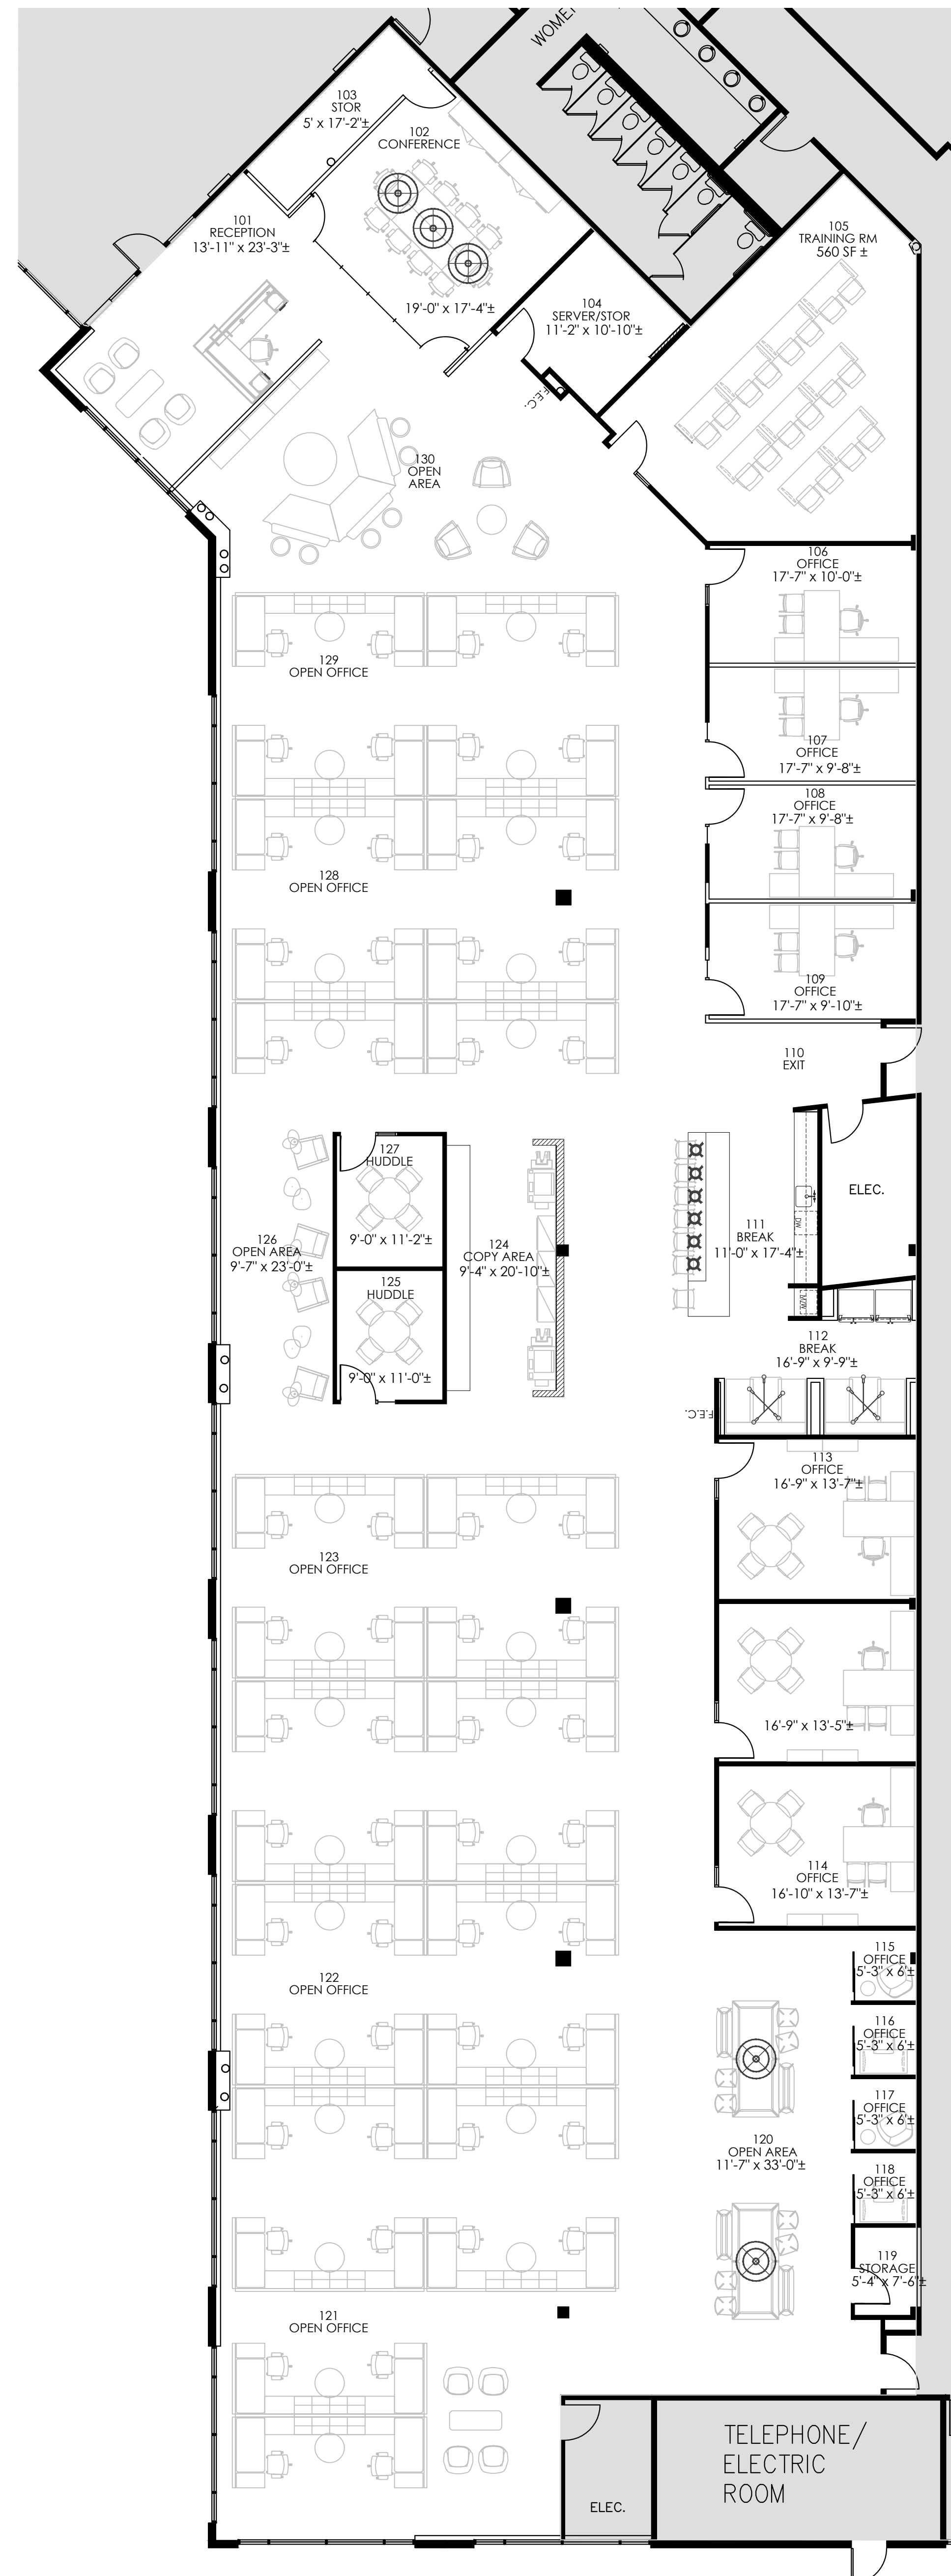 WOMEN
103
STOR
5' x 17'-2"±
102
CONFERENCE
19'-0" x 17'-4"±
101
RECEPTION
13'-11" x 23'-3"±
105
TRAINING RM
560 SF ±
104
SERVER/STOR
11'-2" x 10'-10"±
F.E.C.
130
OPEN
AREA
106
OFFICE
17'-7" x 10'-0"±
129
OPEN OFFICE
107
OFFICE
17'-7" x 9'-8"±
108
OFFICE
17'-7" x 9'-8"±
128
OPEN OFFICE
109
OFFICE
17'-7" x 9'-10"±
110
EXIT
127
HUDDLE
9'-0" x 11'-2"±
ELEC.
DW
126
OPEN AREA
9'-7" x 23'-0"±
124
COPY AREA
9'-4" x 20'-10"±
111
BREAK
11'-0" x 17'-4"±
125
HUDDLE
9'-0" x 11'-0"±
112
BREAK
16'-9" x 9'-9"±
F.E.C.
113
OFFICE
16'-9" x 13'-7"±
123
OPEN OFFICE
16'-9" x 13'-5"±
114
OFFICE
16'-10" x 13'-7"±
115
OFFICE
5'-3" x 6'±
122
OPEN OFFICE
116
OFFICE
5'-3" x 6'±
117
OFFICE
5'-3" x 6'±
120
OPEN AREA
11'-7" x 33'-0"±
118
OFFICE
5'-3" x 6'±
119
STORAGE
5'-4" x 7'-6"±
121
OPEN OFFICE
TELEPHONE/
ELECTRIC
ROOM
ELEC.